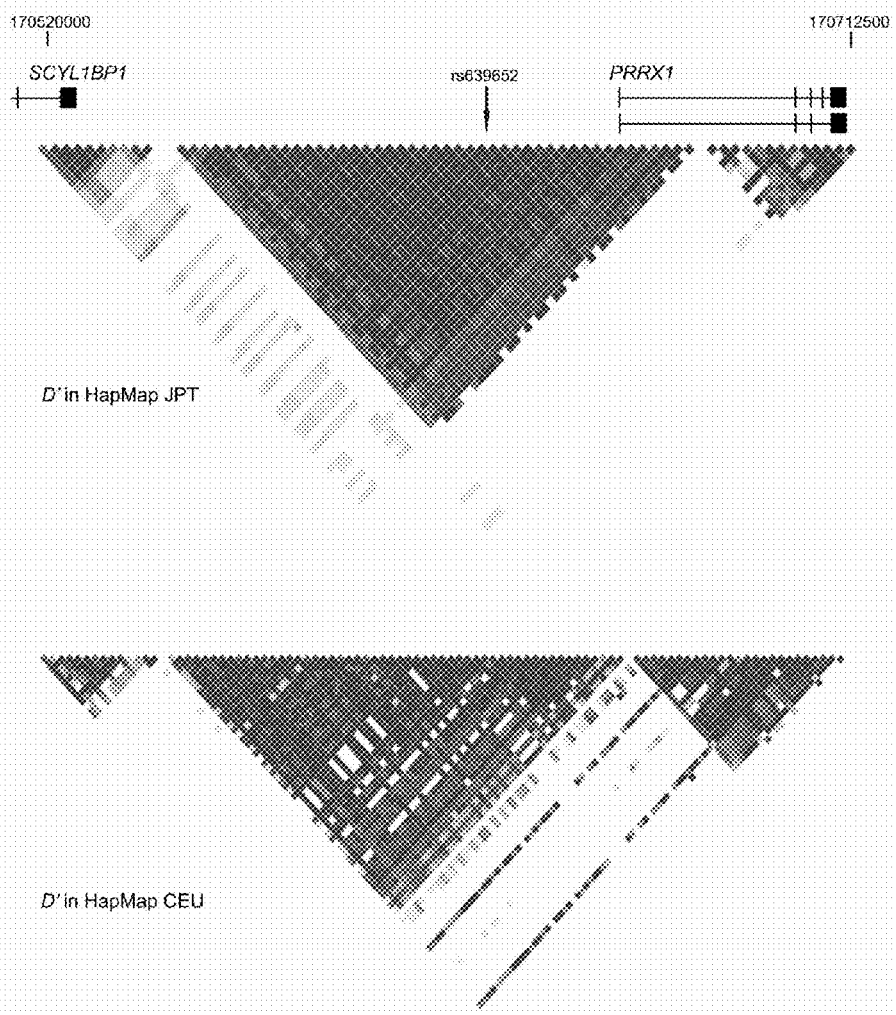 170520000
170712500
SCYL1BP1
rs639652
PRRX1
D' in HapMap JPT
D' in HapMap CEU